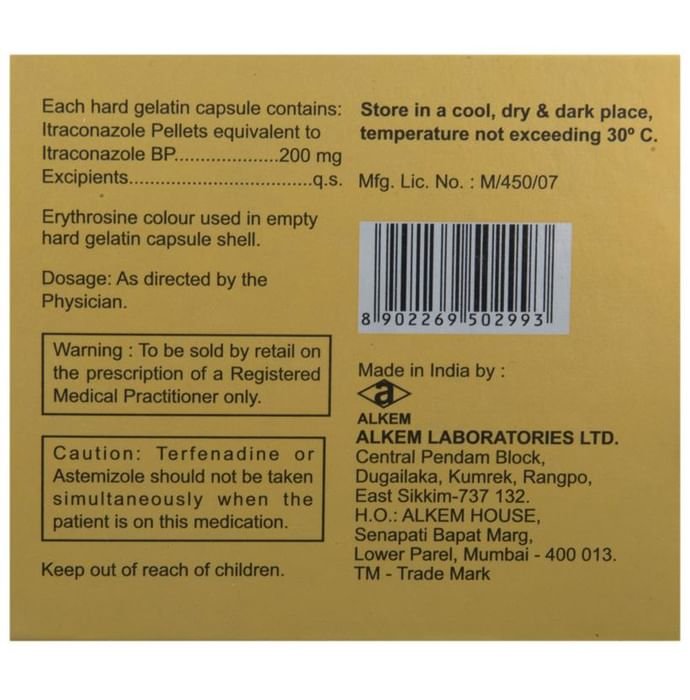 Each hard gelatin capsule contains:
Itraconazole Pellets equivalent to
Itraconazole BP....................200 mg
Excipients................................q.s.
Erythrosine colour used in empty
hard gelatin capsule shell.
Dosage: As directed by the
Physician.
Warning : To be sold by retail on
the prescription of a Registered
Medical Practitioner only.
Caution: Terfenadine or
Astemizole should not be taken
simultaneously when the
patient is on this medication.
Keep out of reach of children.
Store in a cool, dry & dark place,
temperature not exceeding 30º C.
Mfg. Lic. No. : M/450/07
8 902269 502993
Made in India by :
a
ALKEM
ALKEM LABORATORIES LTD.
Central Pendam Block,
Dugailaka, Kumrek, Rangpo,
East Sikkim-737 132.
H.O.: ALKEM HOUSE,
Senapati Bapat Marg,
Lower Parel, Mumbai - 400 013.
TM - Trade Mark